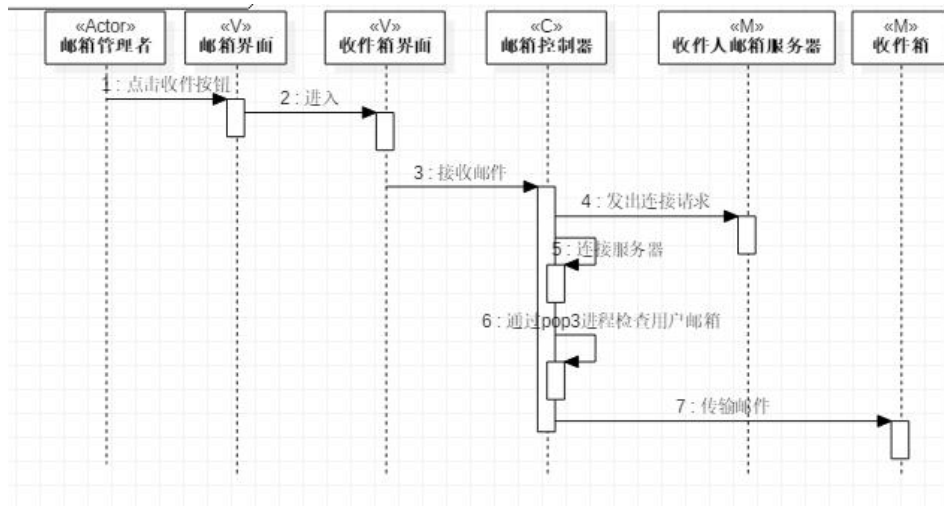 «Actor»
邮箱管理者
«V»
邮箱界面
«V»
收件箱界面
«C»
邮箱控制器
«M»
收件人邮箱服务器
«M»
收件箱
1 : 点击收件按钮
2 : 进入
3 : 接收邮件
4 : 发出连接请求
5 : 连接服务器
6 : 通过pop3进程检查用户邮箱
7 : 传输邮件